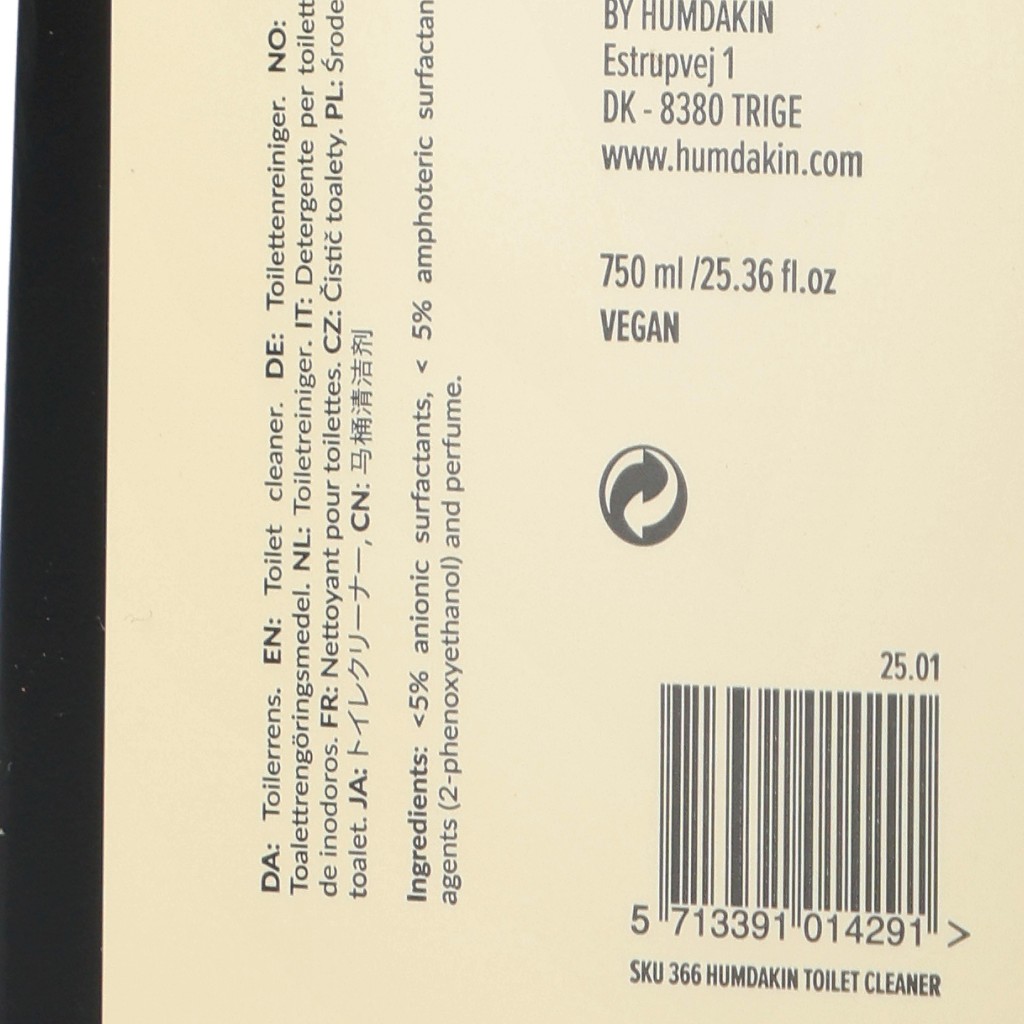 DA: Toilerrens. EN: Toilet cleaner. DE: Toilettenreiniger. NO:
Toalettrengöringsmedel. NL: Toiletreiniger. IT: Detergente per toilett
de inodoros. FR: Nettoyant pour toilettes. CZ: Čistič toalety. PL: Środe
toalet. JA: トイレクリーナー, CN: 马桶清洁剂
Ingredients: <5% anionic surfactants, < 5% amphoteric surfactan
agents (2-phenoxyethanol) and perfume.
BY HUMDAKIN
Estrupvej 1
DK - 8380 TRIGE
www.humdakin.com
750 ml /25.36 fl.oz
VEGAN
25.01
5 713391 014291 >
SKU 366 HUMDAKIN TOILET CLEANER